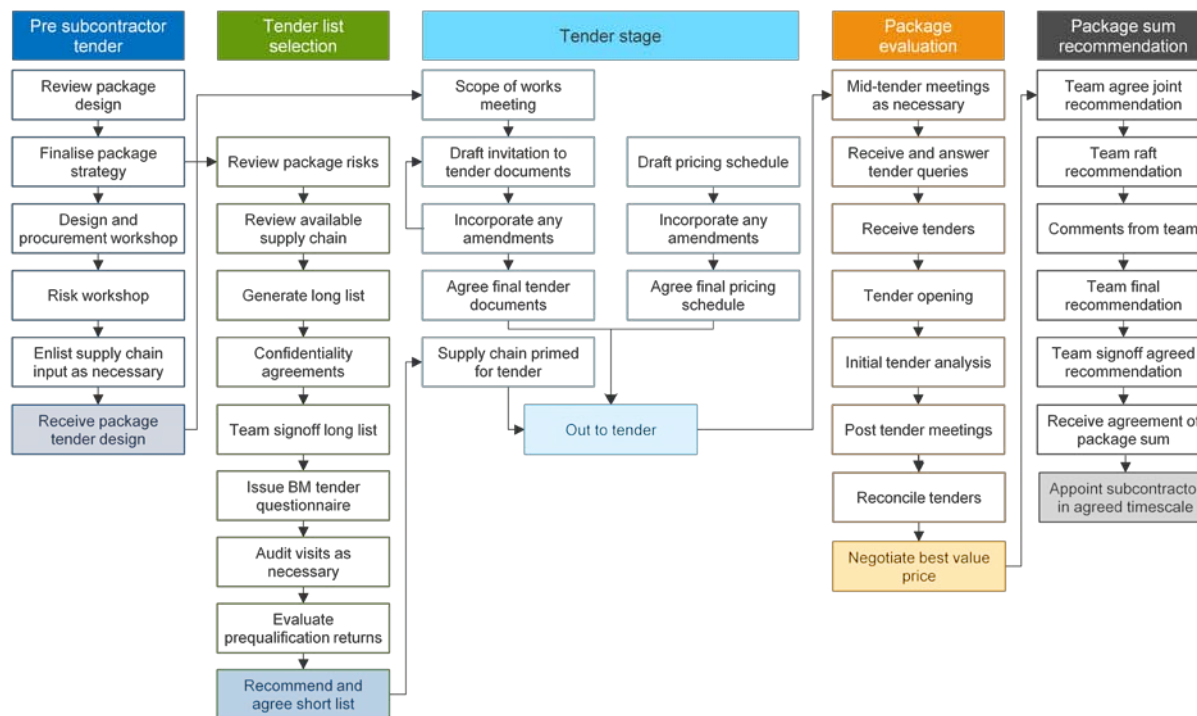 Pre subcontractor
tender
Review package
design
Finalise package
strategy
Design and
procurement workshop
Risk workshop
Enlist supply chain
input as necessary
Receive package
tender design
Tender list
selection
Review package risks
Review available
supply chain
Generate long list
Confidentiality
agreements
Team signoff long list
Issue BM tender
questionnaire
Audit visits as
necessary
Evaluate
prequalification returns
Recommend and
agree short list
Tender stage
Scope of works
meeting
Draft invitation to
tender documents
Incorporate any
amendments
Agree final tender
documents
Supply chain primed
for tender
Draft pricing schedule
Incorporate any
amendments
Agree final pricing
schedule
Out to tender
Package
evaluation
Mid-tender meetings
as necessary
Receive and answer
tender queries
Receive tenders
Tender opening
Initial tender analysis
Post tender meetings
Reconcile tenders
Negotiate best value
price
Package sum
recommendation
Team agree joint
recommendation
Team raft
recommendation
Comments from team
Team final
recommendation
Team signoff agreed
recommendation
Receive agreement of
package sum
Appoint subcontracto
in agreed timescale